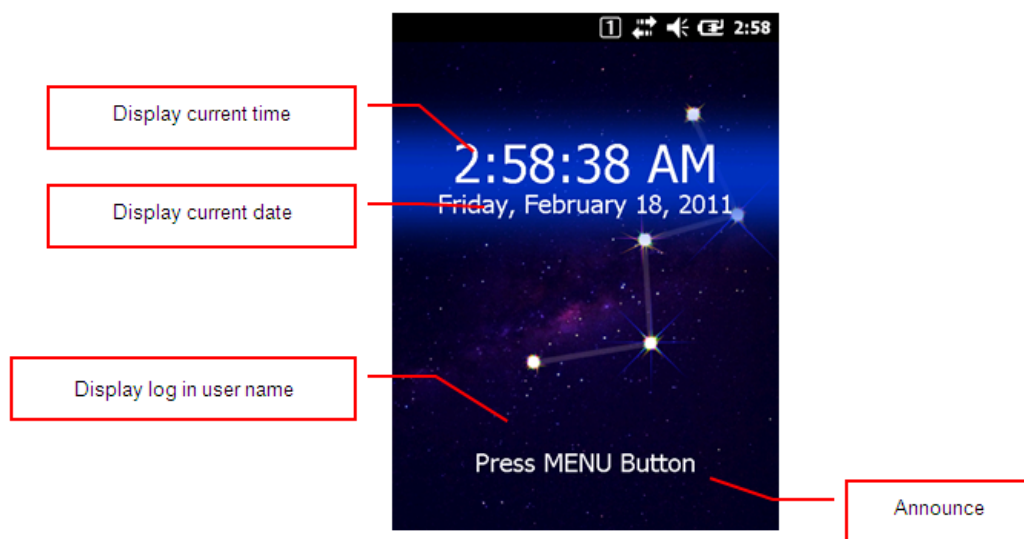 1 2:58
Display current time
2:58:38 AM
Display current date
Friday, February 18, 2011
Display log in user name
Press MENU Button
Announce